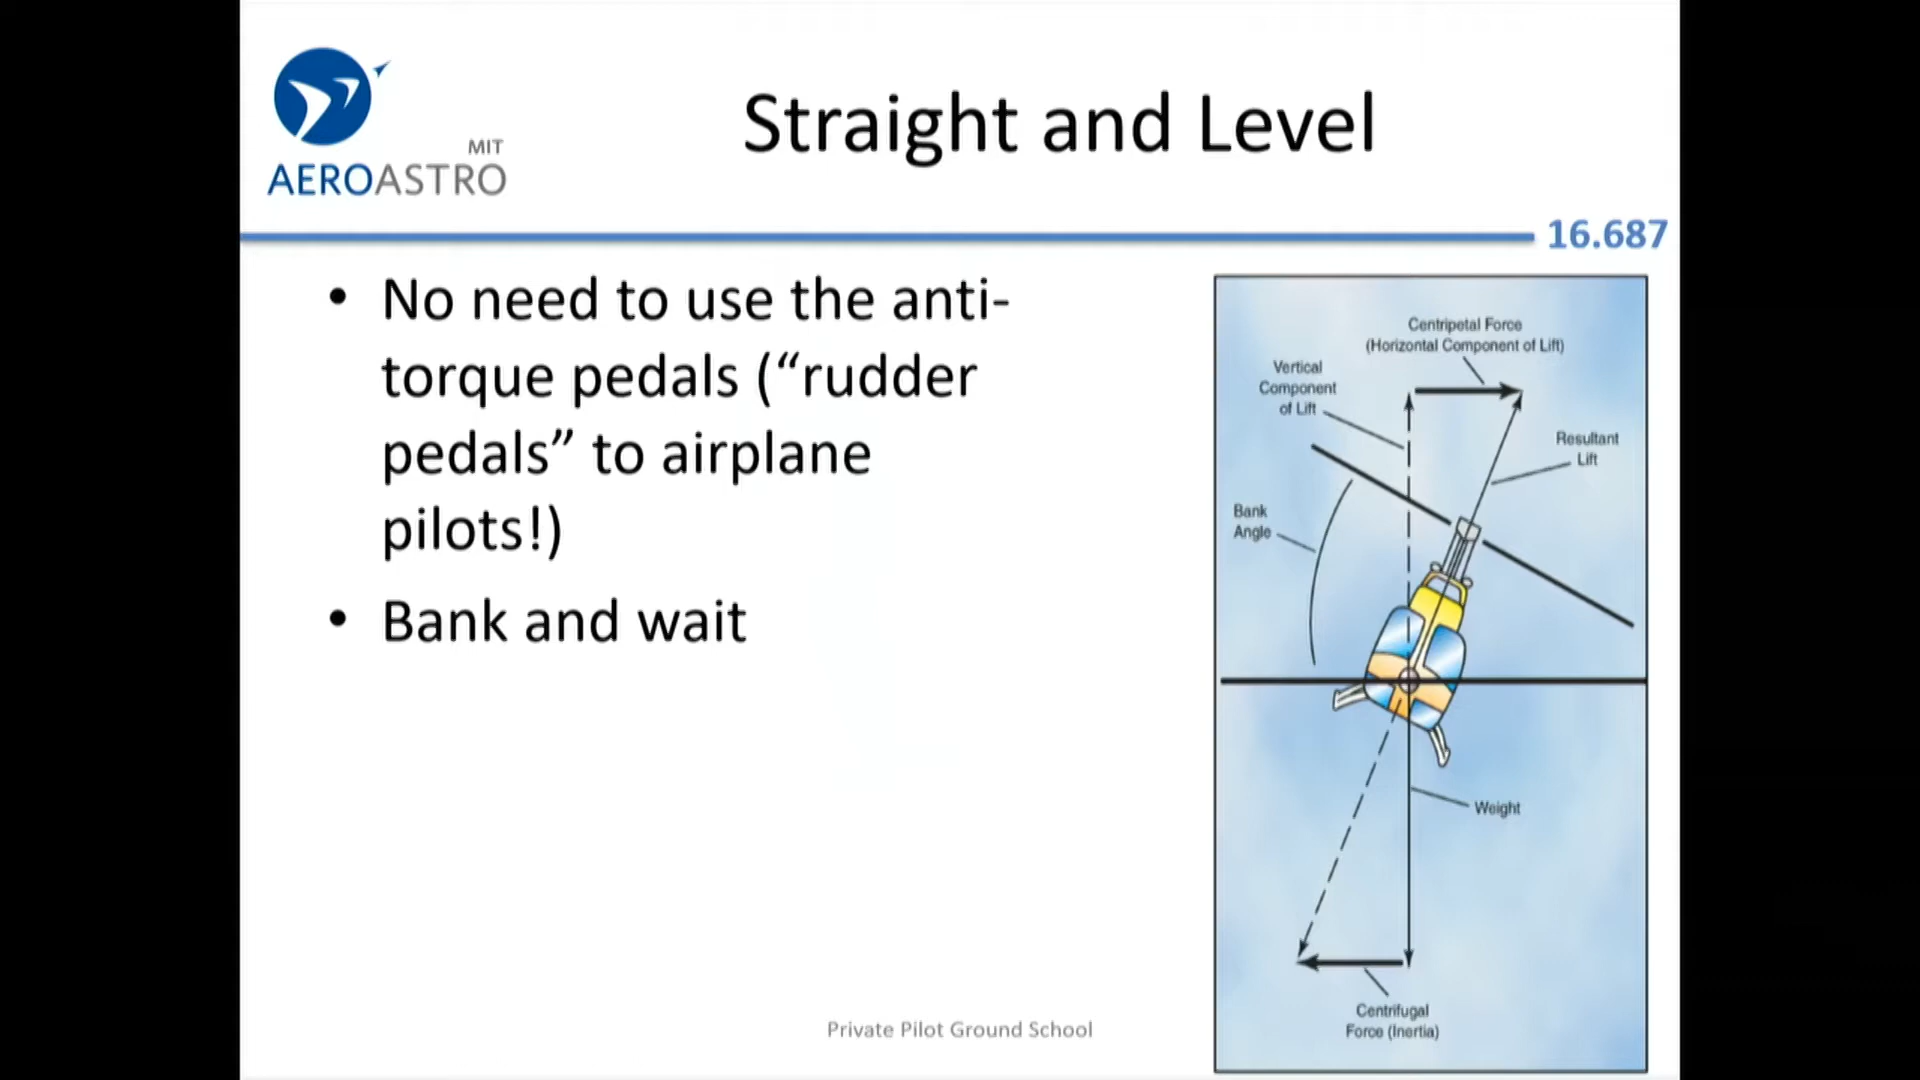 MIT
AEROASTRO
Straight and Level
16.687
• No need to use the anti-
torque pedals (“rudder
pedals” to airplane
pilots!)
• Bank and wait
Centripetal Force
(Horizontal Component of Lift)
Vertical
Component
of Lift
Resultant
Lift
Bank
Angle
Weight
Centrifugal
Force (Inertia)
Private Pilot Ground School